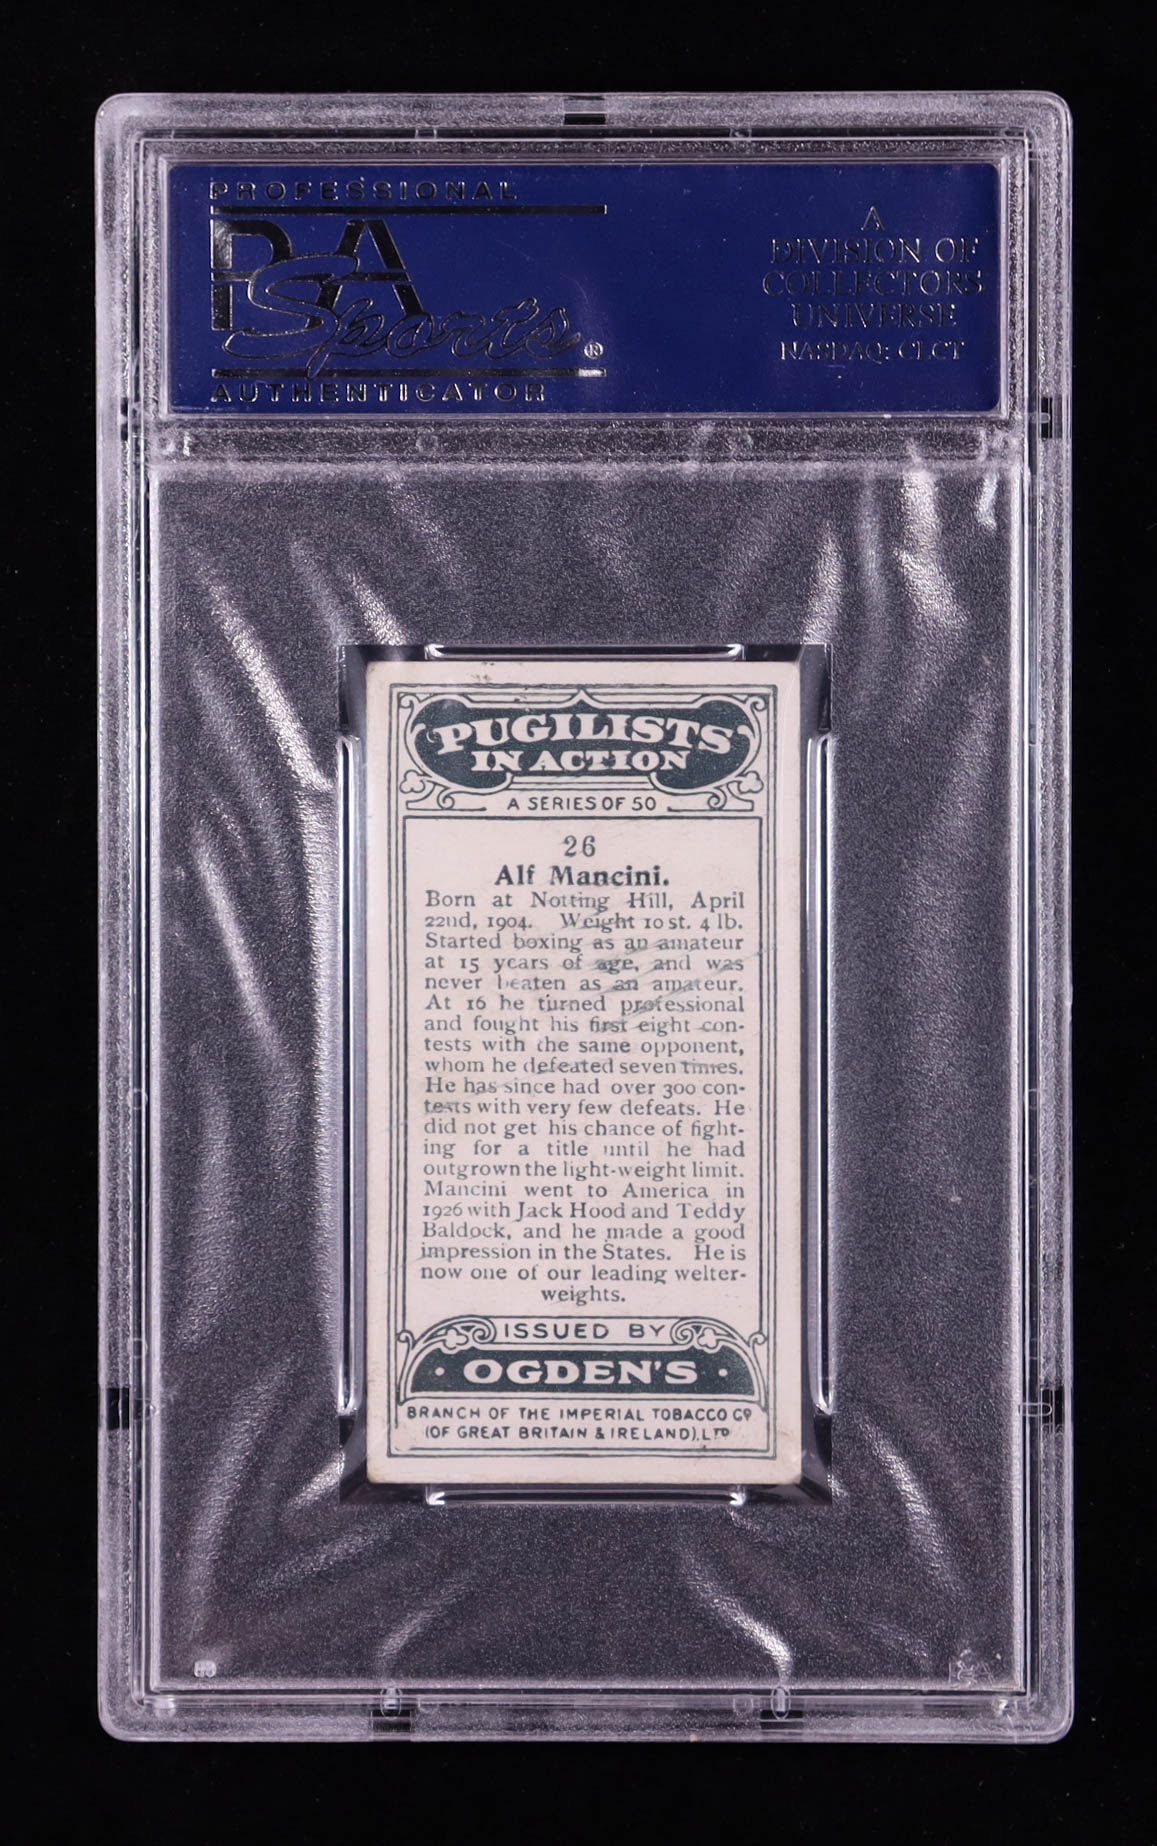 PROFESSIONAL
PSA
Sports®
AUTHENTICATOR
A
DIVISION OF
COLLECTORS
UNIVERSE
NASDAQ: CLCT
PUGILISTS
IN ACTION
A SERIES OF 50
26
Alf Mancini.
Born at Notting Hill, April
22nd, 1904. Weight 10 st. 4 lb.
Started boxing as an amateur
at 15 years of age, and was
never beaten as an amateur.
At 16 he turned professional
and fought his first eight con-
tests with the same opponent,
whom he defeated seven times.
He has since had over 300 con-
tests with very few defeats. He
did not get his chance of fight-
ing for a title until he had
outgrown the light-weight limit.
Mancini went to America in
1926 with Jack Hood and Teddy
Baldock, and he made a good
impression in the States. He is
now one of our leading welter-
weights.
ISSUED BY
· OGDEN'S ·
BRANCH OF THE IMPERIAL TOBACCO Co
(OF GREAT BRITAIN & IRELAND), LTD
PSA